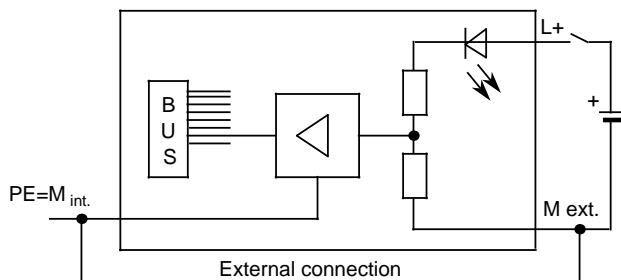 L+
B
U
S
+
PE=M int.
M ext.
External connection